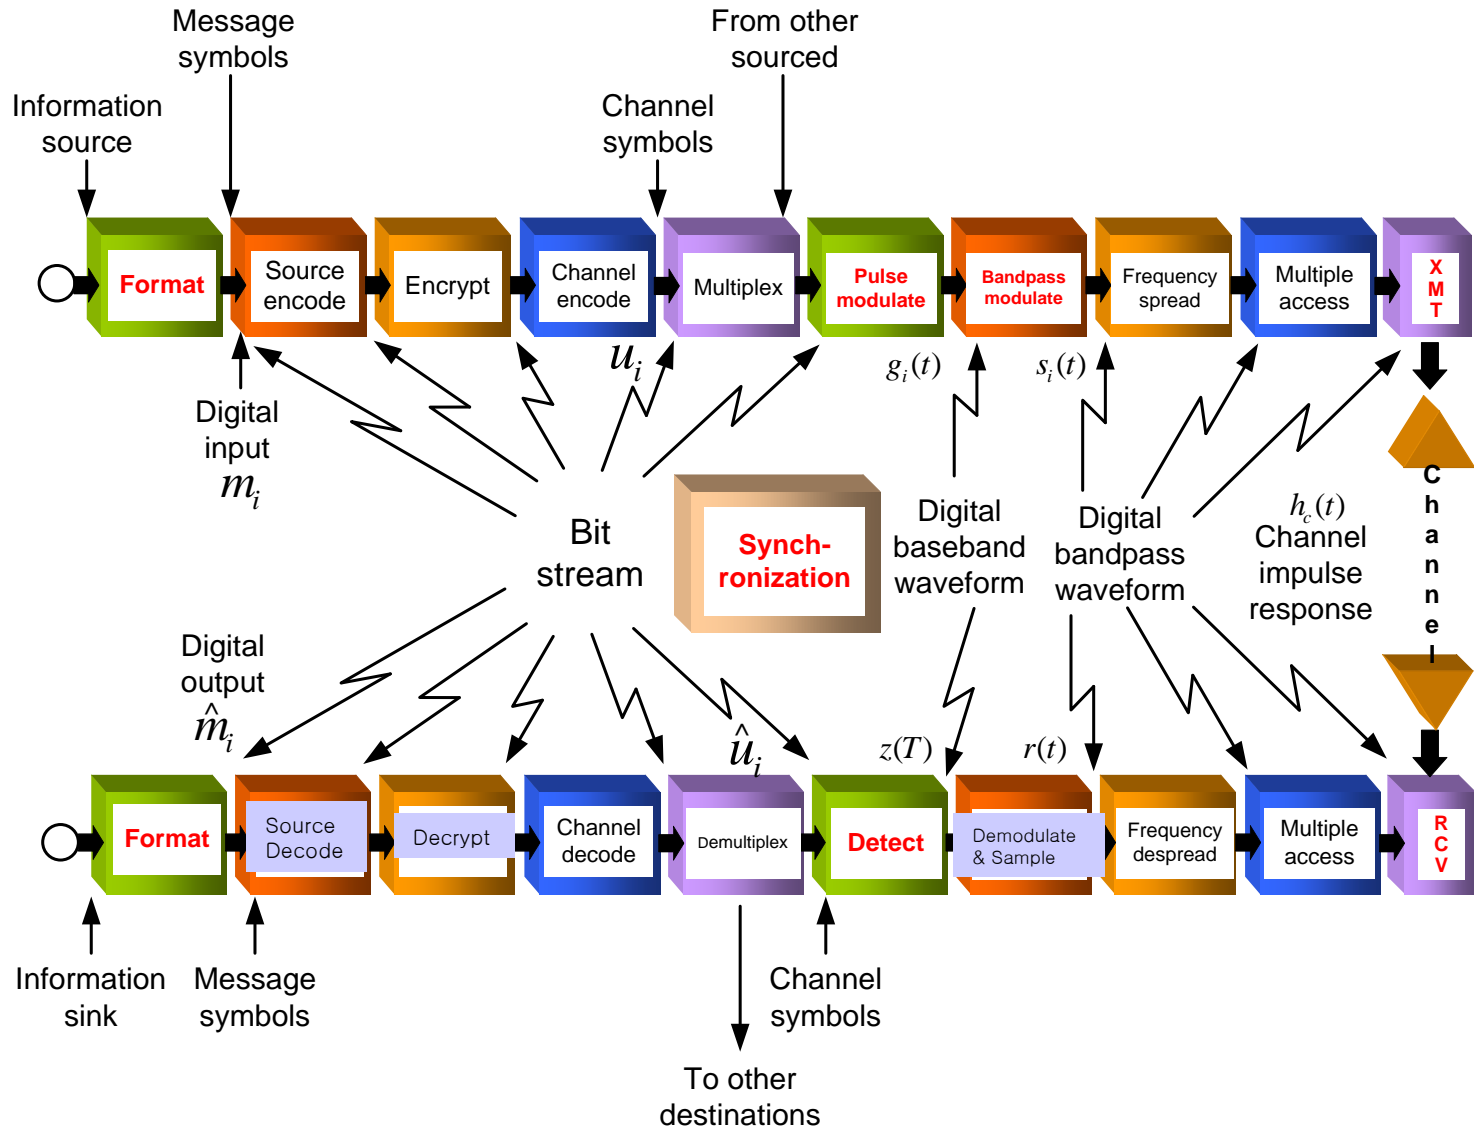 Message
symbols
From other
sourced
Information
source
Channel
symbols
Format
Source
encode
Encrypt
Channel
encode
Multiplex
Pulse
modulate
Bandpass
modulate
Frequency
spread
Multiple
access
X
M
T
u_i
g_i(t)
s_i(t)
Digital
input
m_i
Bit
stream
Synch-
ronization
Digital
baseband
waveform
Digital
bandpass
waveform
h_c(t)
Channel
impulse
response
C
h
a
n
n
e
l
Digital
output
m̂_i
û_i
z(T)
r(t)
Format
Source
Decode
Decrypt
Channel
decode
Demultiplex
Detect
Demodulate
& Sample
Frequency
despread
Multiple
access
R
C
V
Information
sink
Message
symbols
Channel
symbols
To other
destinations